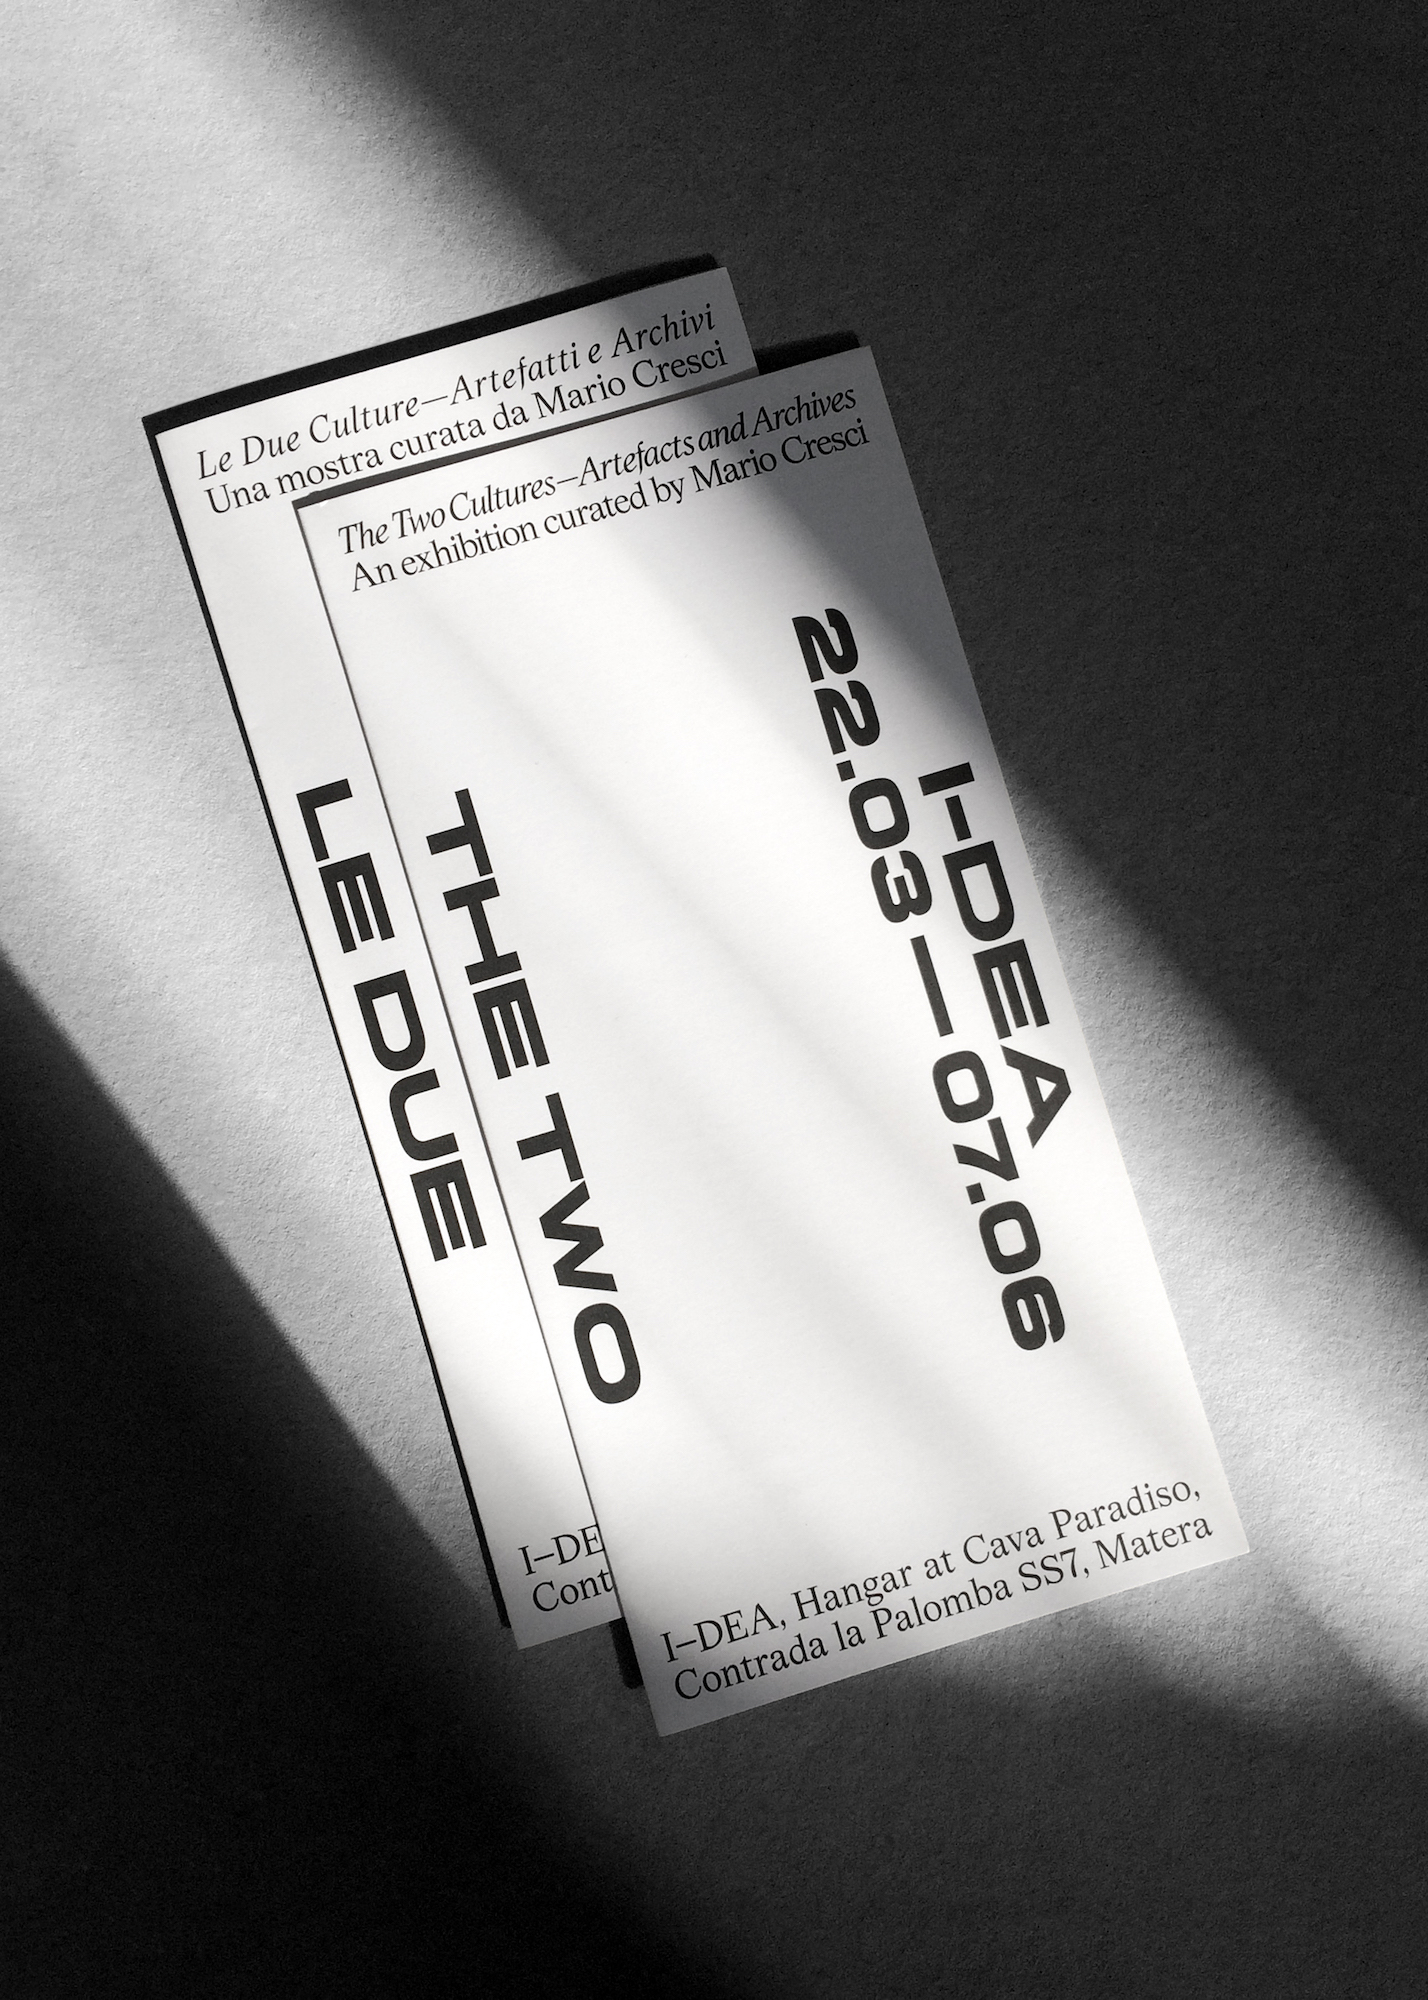 Le Due Culture—Artefatti e Archivi
Una mostra curata da Mario Cresci
LE DUE
I–DE
Cont
The Two Cultures—Artefacts and Archives
An exhibition curated by Mario Cresci
I-DEA
22.03—07.06
THE TWO
I–DEA, Hangar at Cava Paradiso,
Contrada la Palomba SS7, Matera